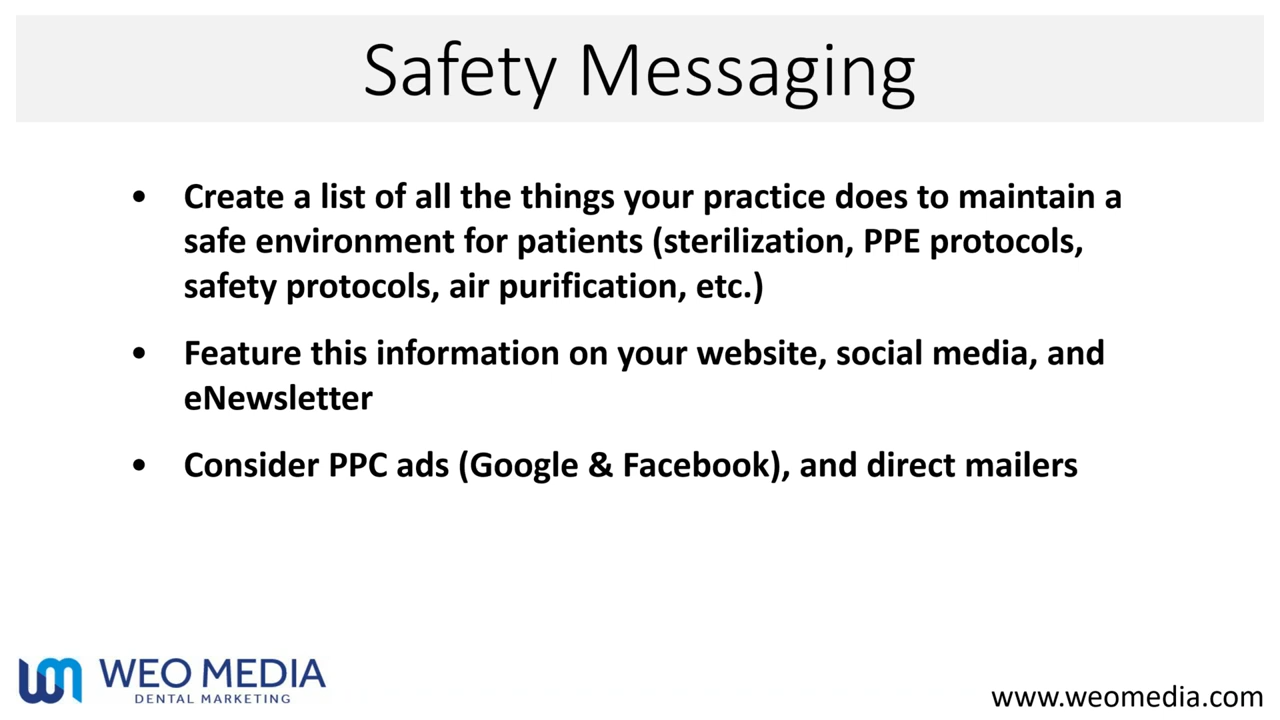 Safety Messaging
• Create a list of all the things your practice does to maintain a
safe environment for patients (sterilization, PPE protocols,
safety protocols, air purification, etc.)
• Feature this information on your website, social media, and
eNewsletter
• Consider PPC ads (Google & Facebook), and direct mailers
WEO MEDIA
DENTAL MARKETING
www.weomedia.com